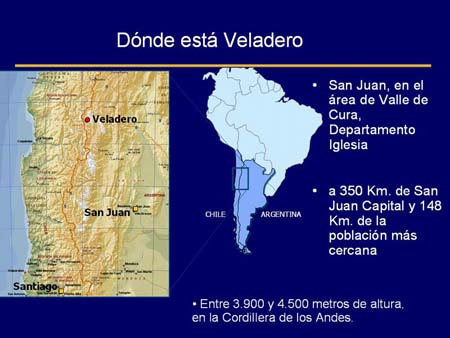 Dónde está Veladero
Veladero
San Juan
Santiago
CHILE
ARGENTINA
• San Juan, en el
área de Valle de
Cura,
Departamento
Iglesia
• a 350 Km. de San
Juan Capital y 148
Km. de la
población más
cercana
• Entre 3.900 y 4.500 metros de altura,
en la Cordillera de los Andes.